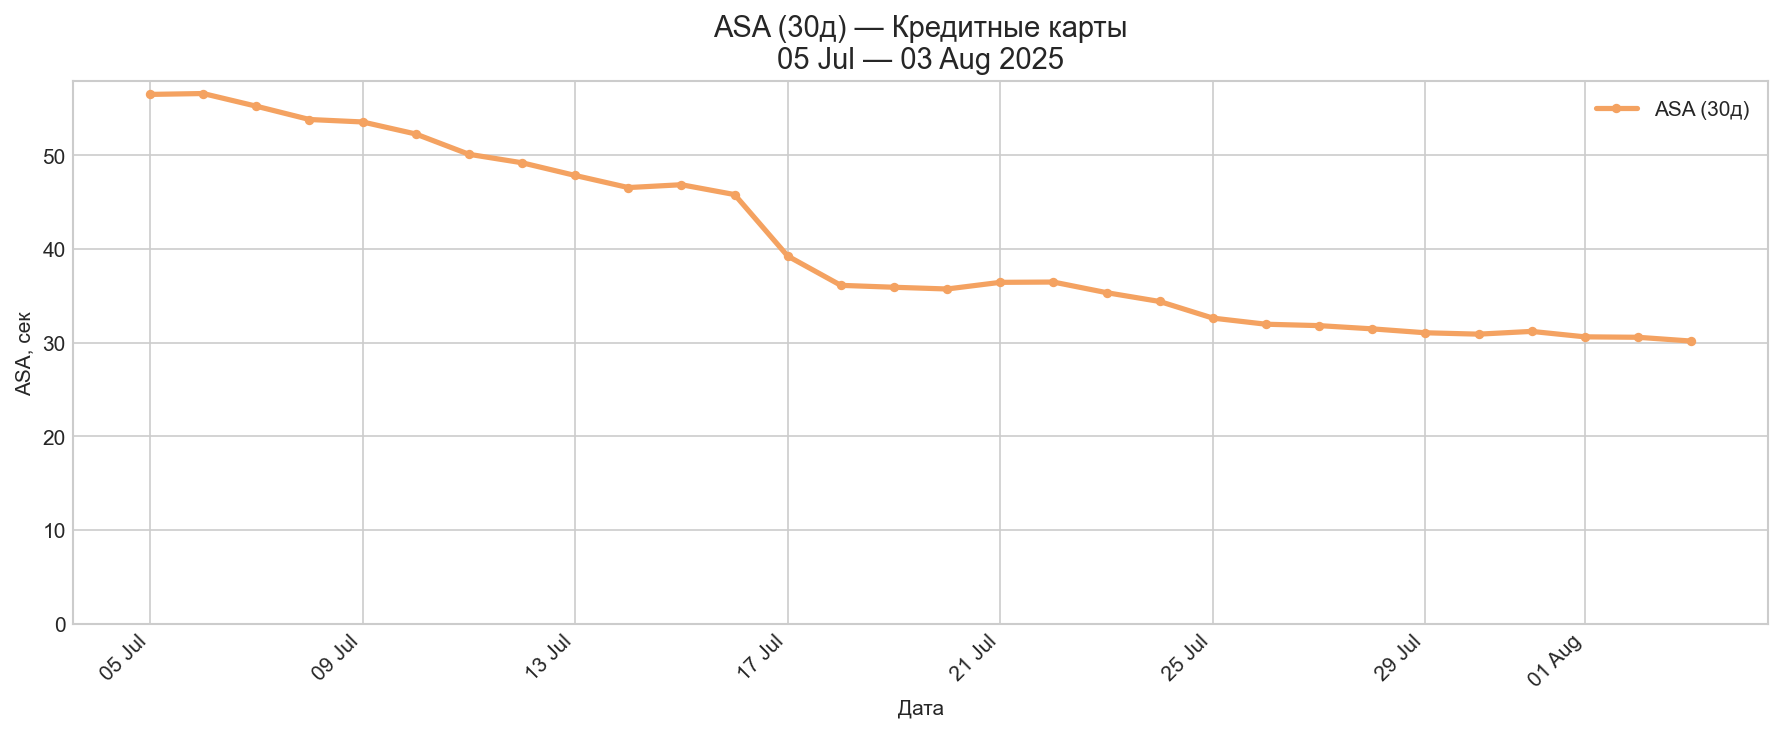 ASA (30д) — Кредитные карты
05 Jul — 03 Aug 2025
ASA (30д)
ASA, сек
50
40
30
20
10
0
05 Jul
09 Jul
13 Jul
17 Jul
21 Jul
25 Jul
29 Jul
01 Aug
Дата